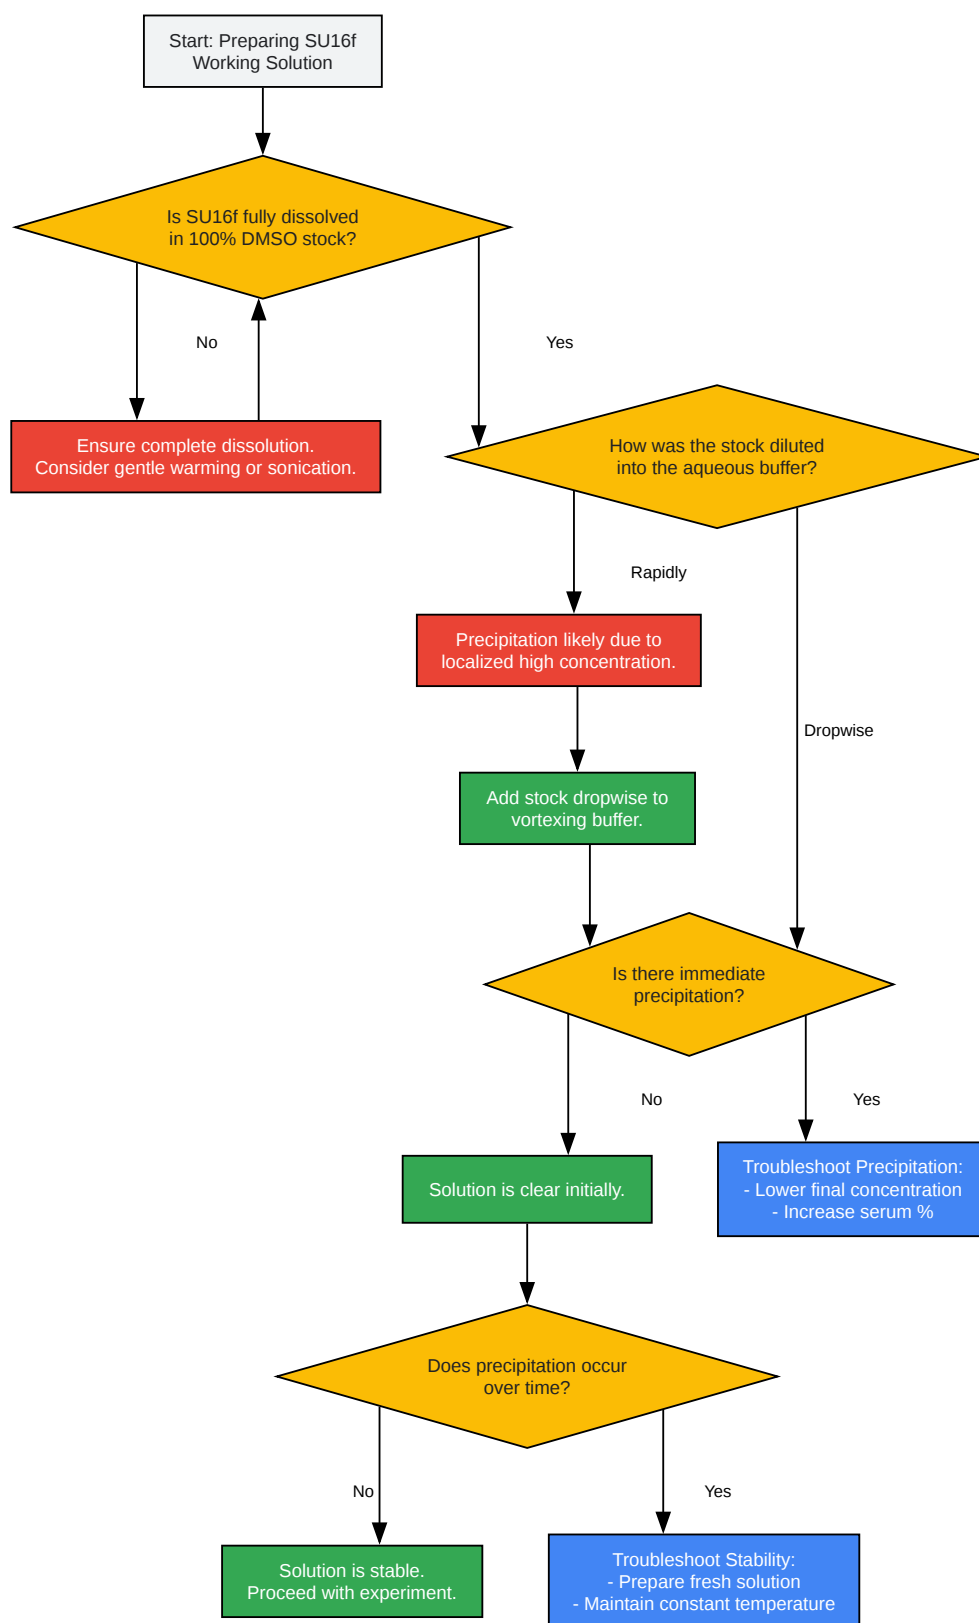 Start: Preparing SU16f
Working Solution
Is SU16f fully dissolved
in 100% DMSO stock?
No
Yes
Ensure complete dissolution.
Consider gentle warming or sonication.
How was the stock diluted
into the aqueous buffer?
Rapidly
Precipitation likely due to
localized high concentration.
Dropwise
Add stock dropwise to
vortexing buffer.
Is there immediate
precipitation?
No
Yes
Solution is clear initially.
Troubleshoot Precipitation:
- Lower final concentration
- Increase serum %
Does precipitation occur
over time?
No
Yes
Solution is stable.
Proceed with experiment.
Troubleshoot Stability:
- Prepare fresh solution
- Maintain constant temperature